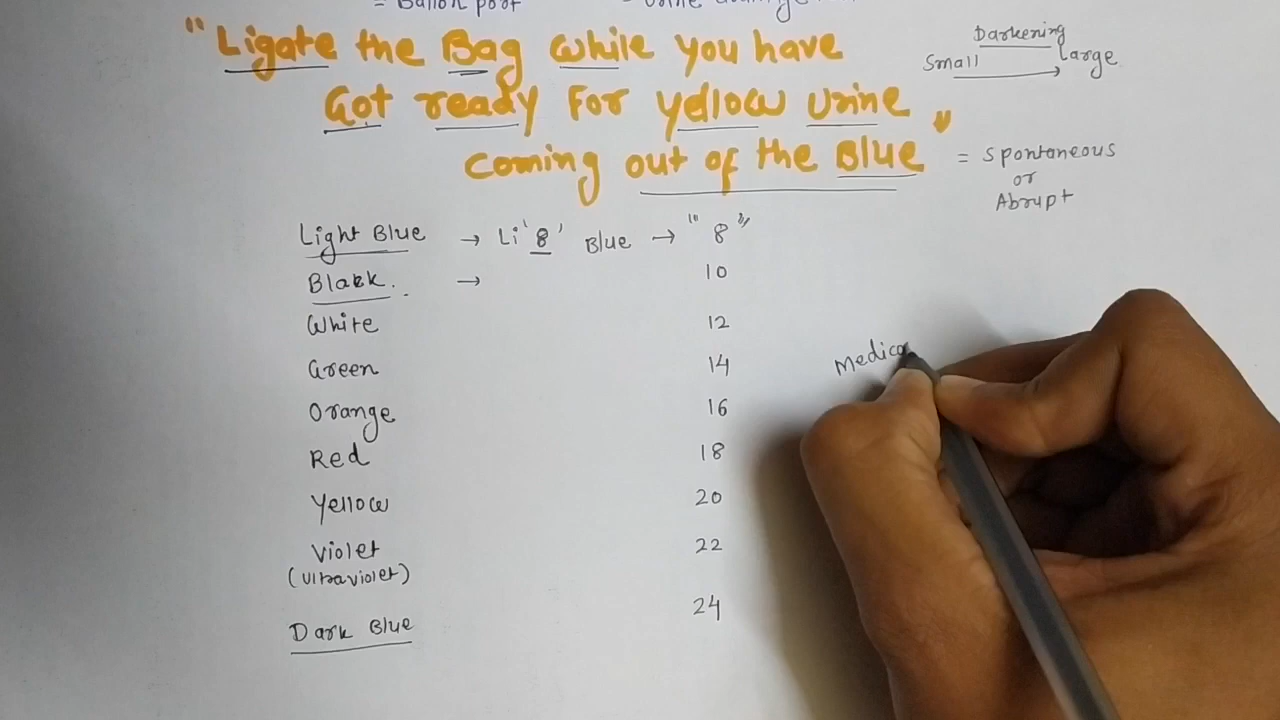 = Ballon port
"Ligate the Bag while you have
Got ready For yellow Urine"
coming out of the Blue = Spontaneous
or
Abrupt
Darkening
Small Large
Light Blue → Li '8' Blue → "8"
Black. → 10
White 12
Green 14
Orange 16
Red 18
Yellow 20
Violet 22
(Ultraviolet)
Dark Blue 24
Medica